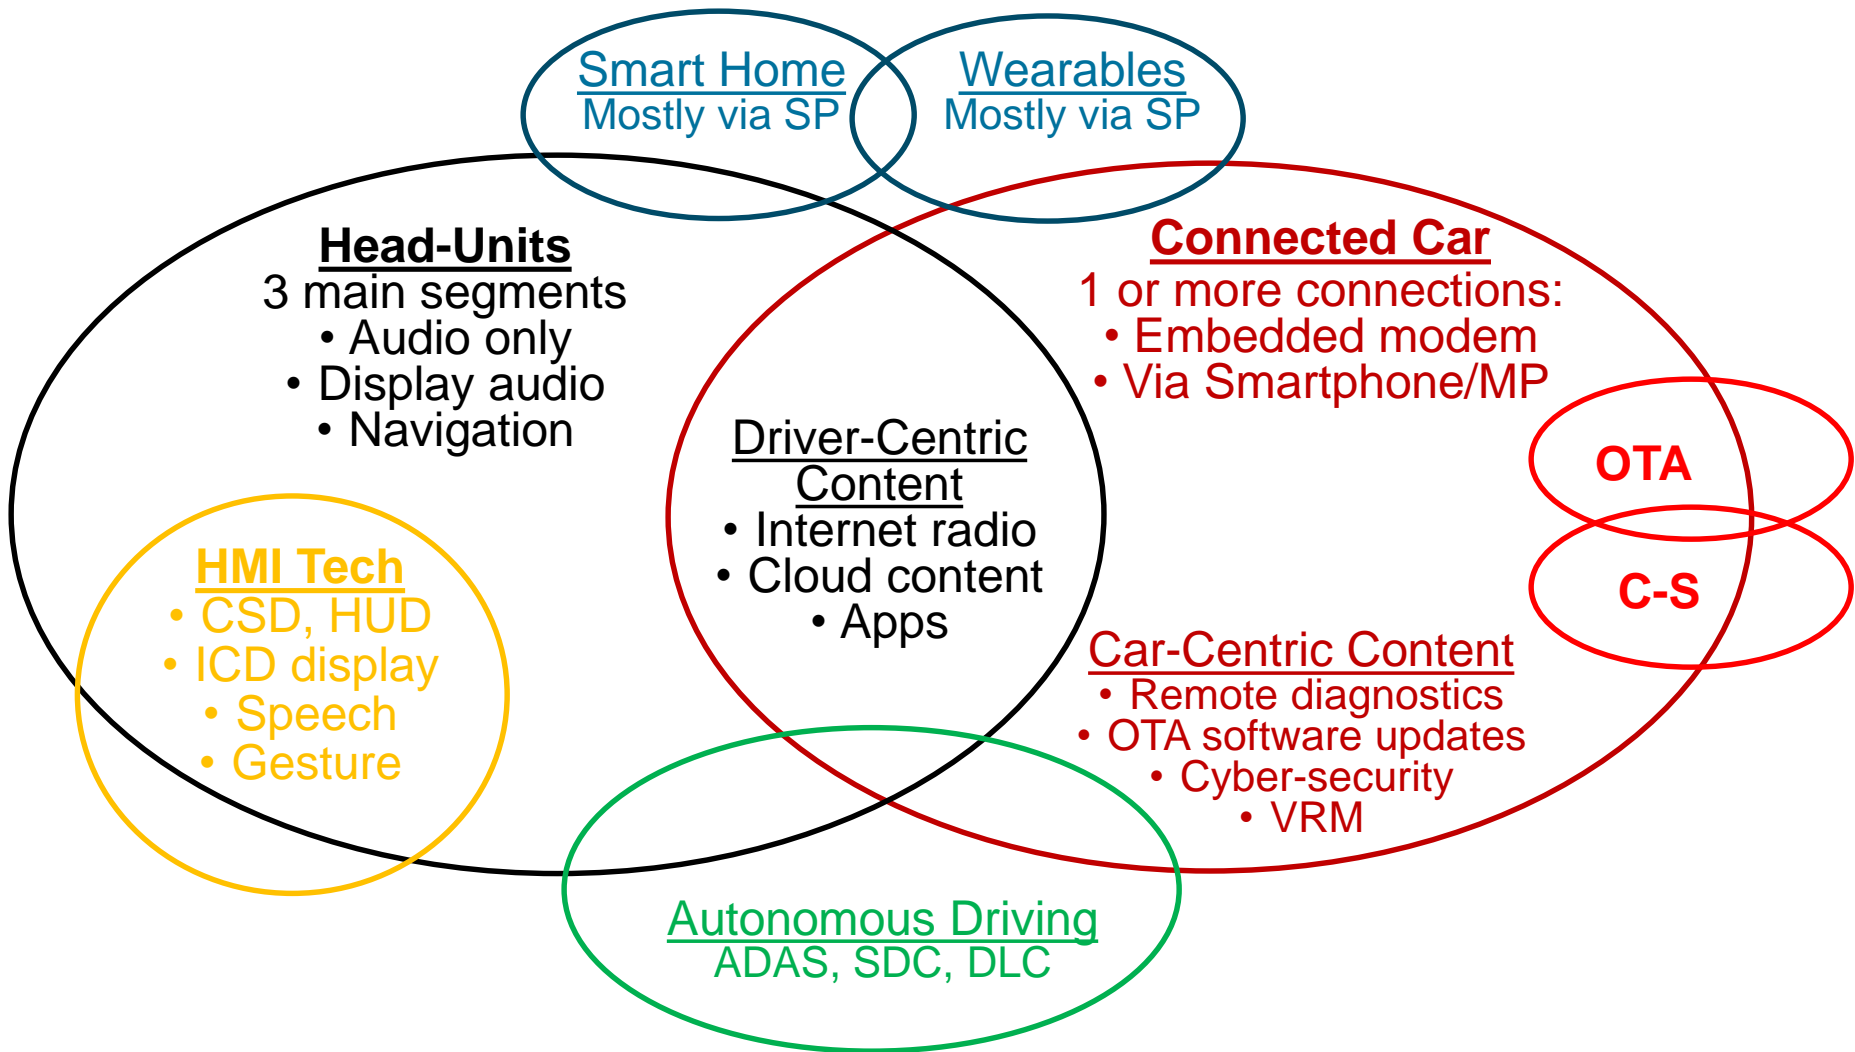 Smart Home
Mostly via SP
Wearables
Mostly via SP
Head-Units
3 main segments
• Audio only
• Display audio
• Navigation
Connected Car
1 or more connections:
• Embedded modem
• Via Smartphone/MP
Driver-Centric
Content
• Internet radio
• Cloud content
• Apps
OTA
C-S
HMI Tech
• CSD, HUD
• ICD display
• Speech
• Gesture
Car-Centric Content
• Remote diagnostics
• OTA software updates
• Cyber-security
• VRM
Autonomous Driving
ADAS, SDC, DLC